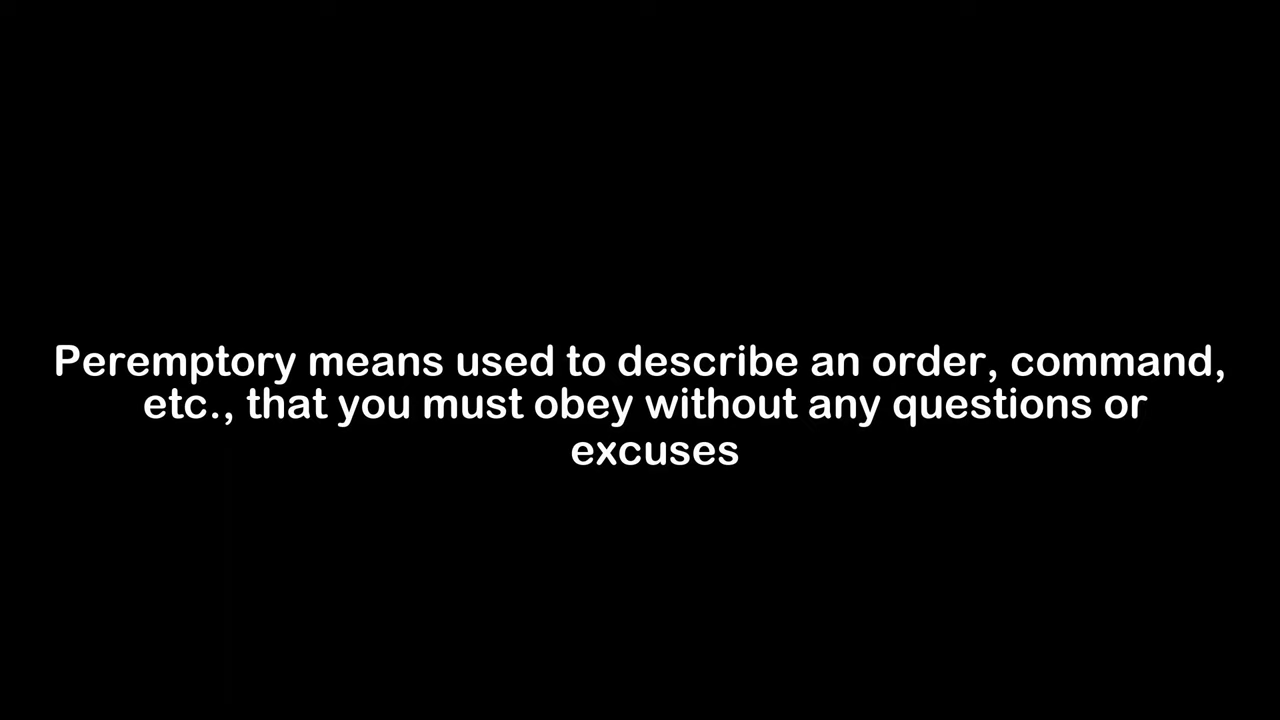 Peremptory means used to describe an order, command,
etc., that you must obey without any questions or
excuses